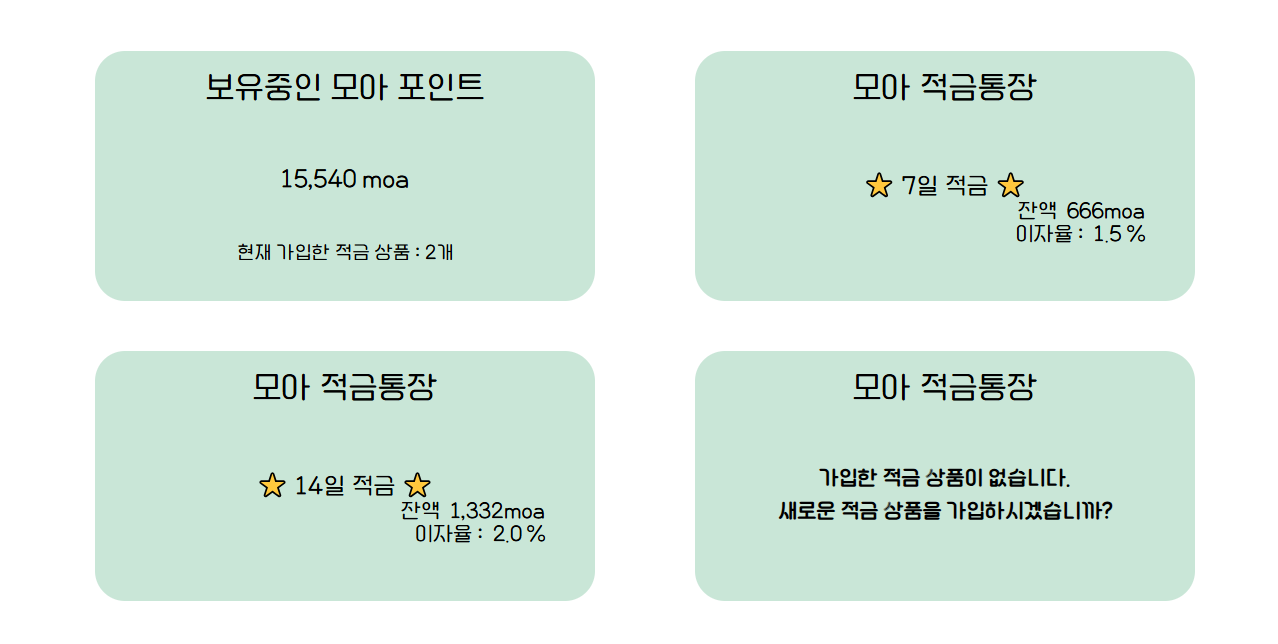 보유중인 모아 포인트
15,540 moa
현재 가입한 적금 상품 : 2개
모아 적금통장
⭐ 7일 적금 ⭐
잔액 666moa
이자율 : 1.5 %
모아 적금통장
⭐ 14일 적금 ⭐
잔액 1,332moa
이자율 : 2.0 %
모아 적금통장
가입한 적금 상품이 없습니다.
새로운 적금 상품을 가입하시겠습니까?